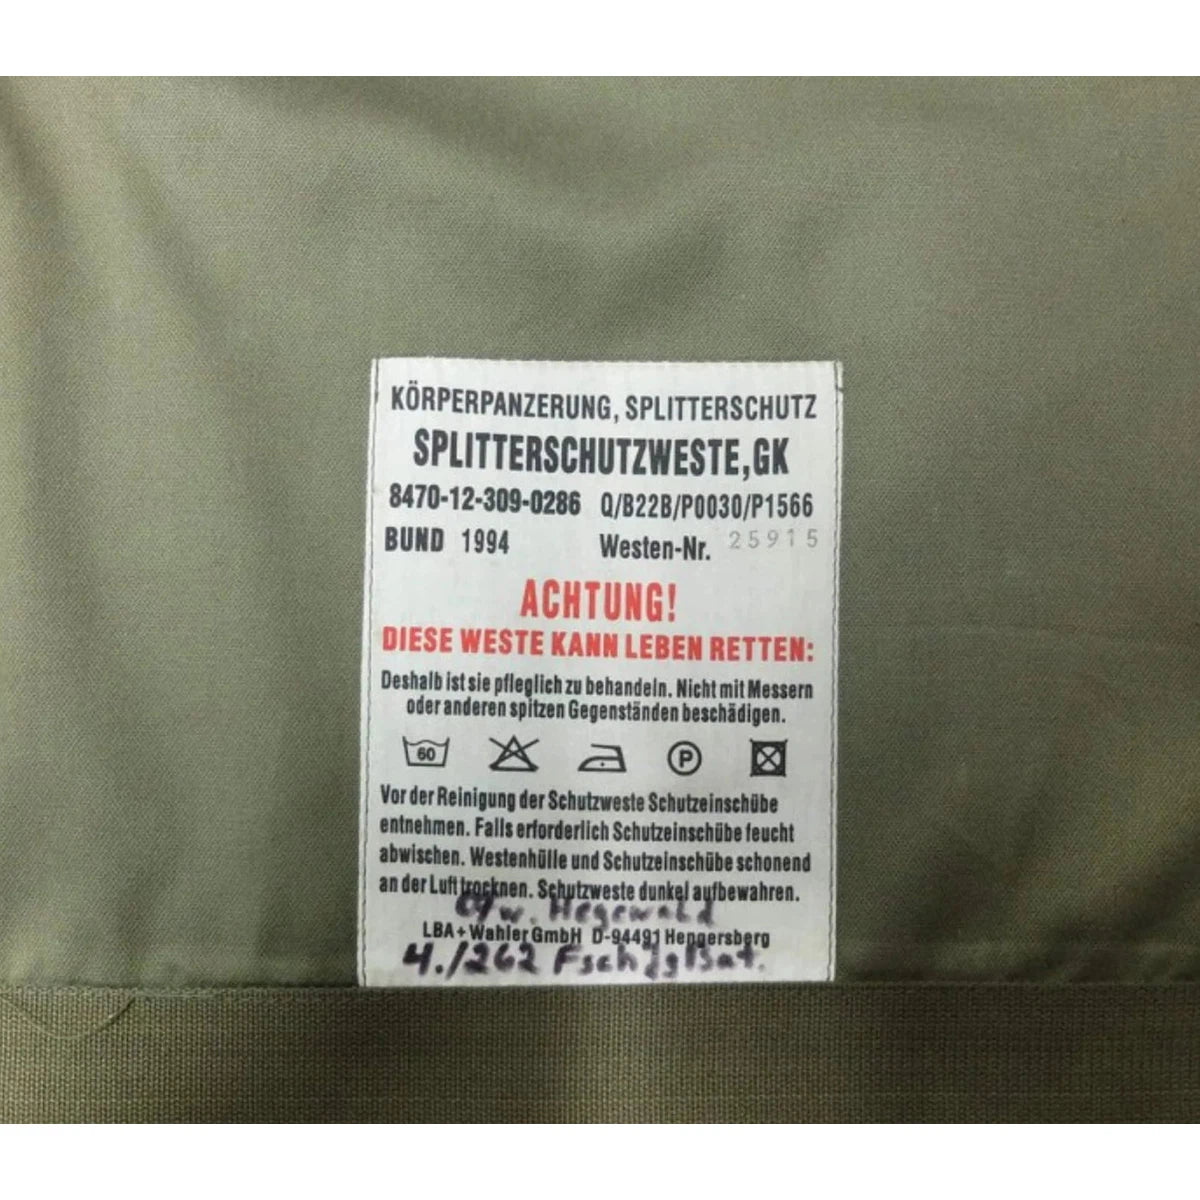 KÖRPERPANZERUNG, SPLITTERSCHUTZ
SPLITTERSCHUTZWESTE, GK
8470-12-309-0286 Q/B22B/P0030/P1566
BUND 1994 Westen-Nr. 25915
ACHTUNG!
DIESE WESTE KANN LEBEN RETTEN:
Deshalb ist sie pfleglich zu behandeln. Nicht mit Messern
oder anderen spitzen Gegenständen beschädigen.
60 P
Vor der Reinigung der Schutzweste Schutzeinschübe
entnehmen. Falls erforderlich Schutzeinschübe feucht
abwischen. Westenhülle und Schutzeinschübe schonend
an der Luft trocknen. Schutzweste dunkel aufbewahren.
Hegewald
LBA + Wahler GmbH D-94491 Hengersberg
4./262 FschJgBat.